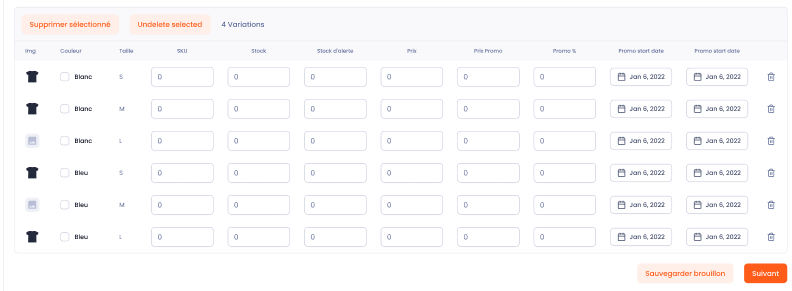 Supprimer sélectionné Undelete selected 4 Variations
Img Couleur Taille SKU Stock Stock d'alerte Prix Prix Promo Promo % Promo start date Promo start date
Blanc S 0 0 0 0 0 0 Jan 6, 2022 Jan 6, 2022
Blanc M 0 0 0 0 0 0 Jan 6, 2022 Jan 6, 2022
Blanc L 0 0 0 0 0 0 Jan 6, 2022 Jan 6, 2022
Bleu S 0 0 0 0 0 0 Jan 6, 2022 Jan 6, 2022
Bleu M 0 0 0 0 0 0 Jan 6, 2022 Jan 6, 2022
Bleu L 0 0 0 0 0 0 Jan 6, 2022 Jan 6, 2022
Sauvegarder brouillon Suivant